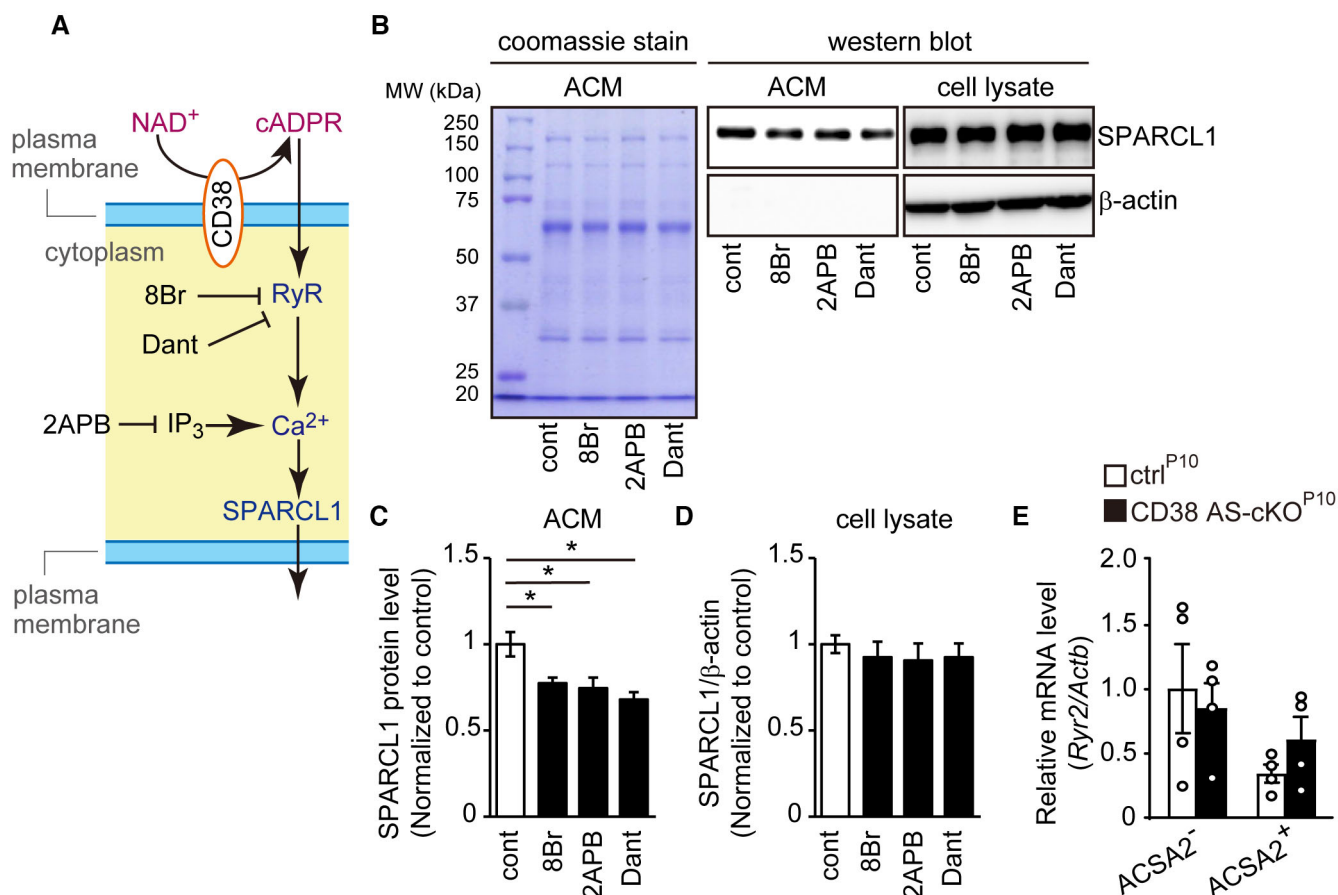 A
NAD⁺ cADPR
plasma
membrane
CD38
cytoplasm
8Br
RyR
Dant
2APB
IP₃
Ca²⁺
SPARCL1
plasma
membrane
B
coomassie stain
western blot
MW (kDa)
ACM
ACM
cell lysate
250
150
100
75
50
37
25
20
SPARCL1
β-actin
cont
8Br
2APB
Dant
cont
8Br
2APB
Dant
cont
8Br
2APB
Dant
C
ACM
SPARCL1 protein level
(Normalized to control)
1.5
1
0.5
0
*
*
*
cont
8Br
2APB
Dant
D
cell lysate
SPARCL1/β-actin
(Normalized to control)
1.5
1
0.5
0
cont
8Br
2APB
Dant
E
ctrl^P10
CD38 AS-cKO^P10
Relative mRNA level
(Ryr2/Actb)
2.0
1.5
1.0
0.5
0
ACSA2⁻
ACSA2⁺